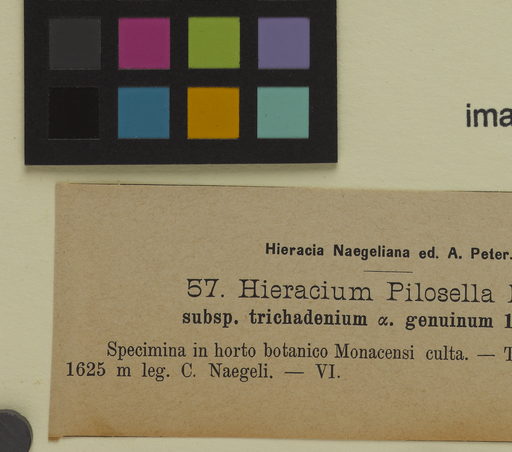 ima
Hieracia Naegeliana ed. A. Peter.
57. Hieracium Pilosella
subsp. trichadenium α. genuinum 1
Specimina in horto botanico Monacensi culta. — T
1625 m leg. C. Naegeli. — VI.